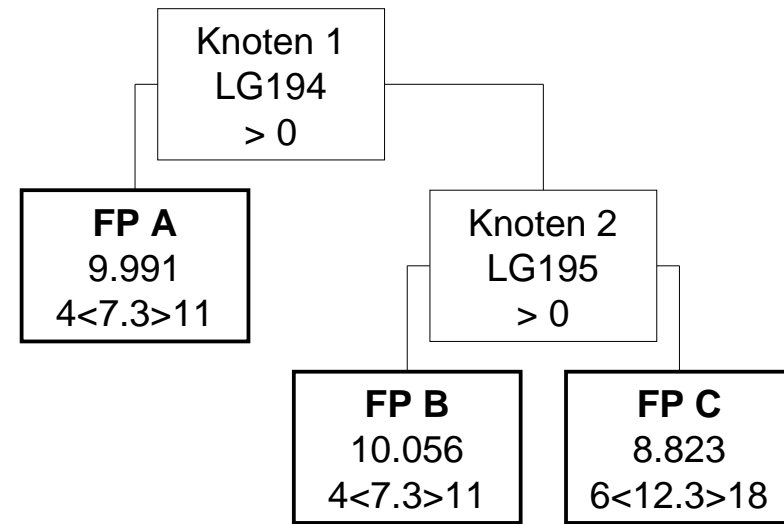 Knoten 1
LG194
> 0
FP A
9.991
4<7.3>11
Knoten 2
LG195
> 0
FP B
10.056
4<7.3>11
FP C
8.823
6<12.3>18